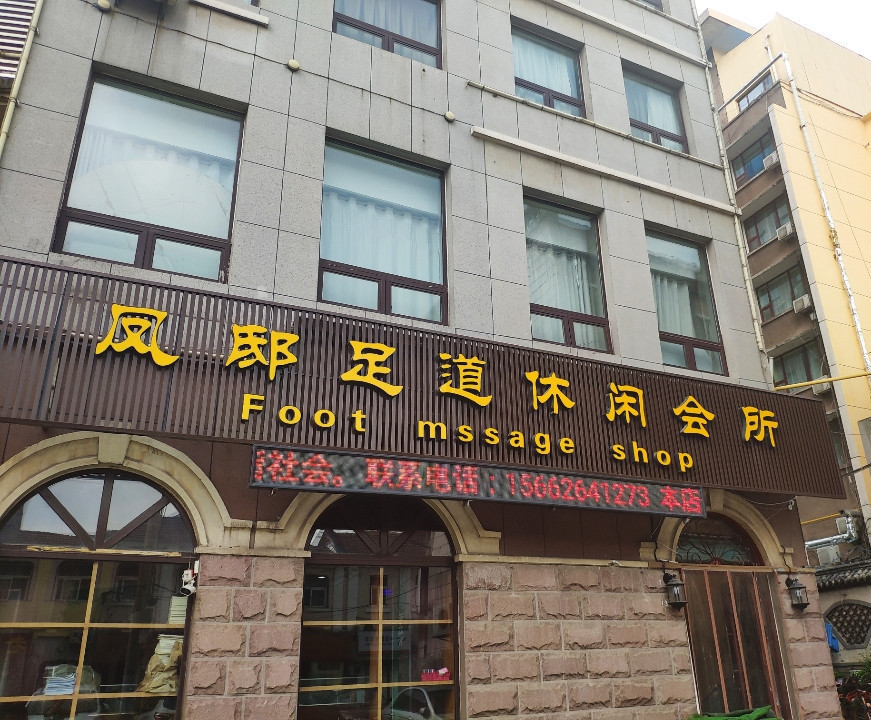 凤邸足道休闲会所
Foot mssage shop
社会。联系电话：15662641273 本店